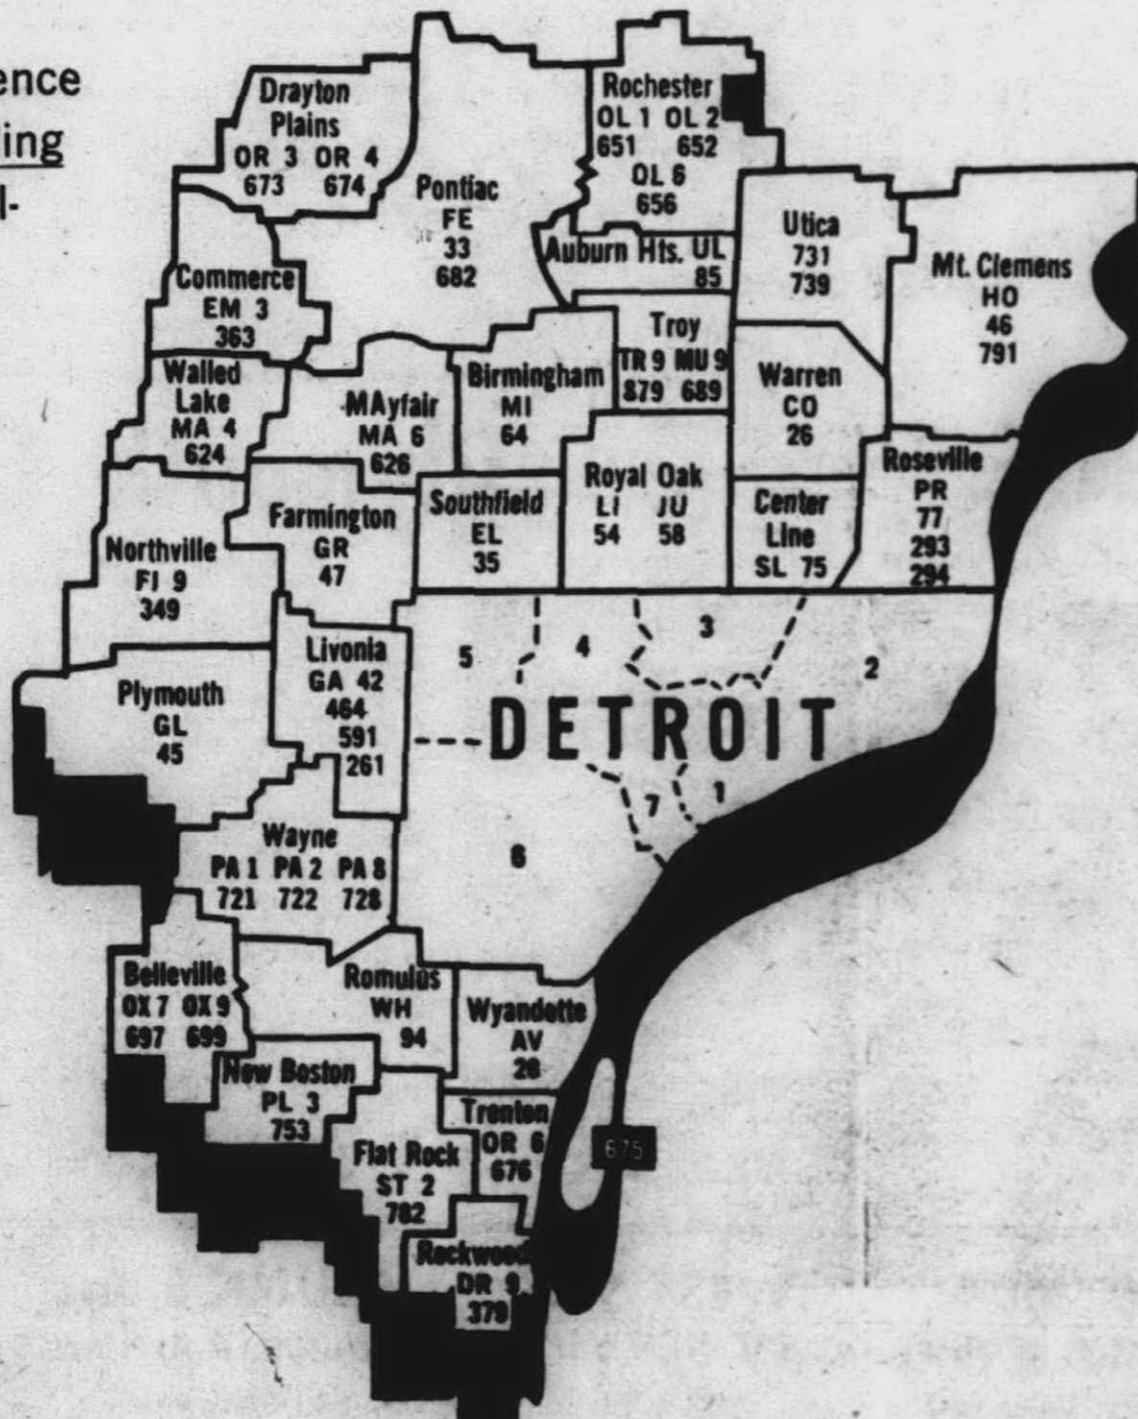 ence
ing
l-
Drayton
Plains
OR 3 OR 4
673 674
Pontiac
FE
33
682
Rochester
OL 1 OL 2
651 652
OL 6
656
Auburn Hts. UL
85
Utica
731
739
Mt. Clemens
HO
46
791
Commerce
EM 3
363
Walled
Lake
MA 4
624
MAyfair
MA 6
626
Birmingham
MI
64
Troy
TR 9 MU 9
879 689
Warren
CO
26
Roseville
PR
77
293
294
Northville
FI 9
349
Farmington
GR
47
Southfield
EL
35
Royal Oak
LI JU
54 58
Center
Line
SL 75
Plymouth
GL
45
Livonia
GA 42
464
591
261
5
4
3
2
DETROIT
7
1
6
Wayne
PA 1 PA 2 PA 8
721 722 728
Belleville
OX 7 OX 9
697 699
Romulus
WH
94
Wyandotte
AV
28
New Boston
PL 3
753
Flat Rock
ST 2
782
Trenton
OR 6
676
675
Rockwood
DR 9
379